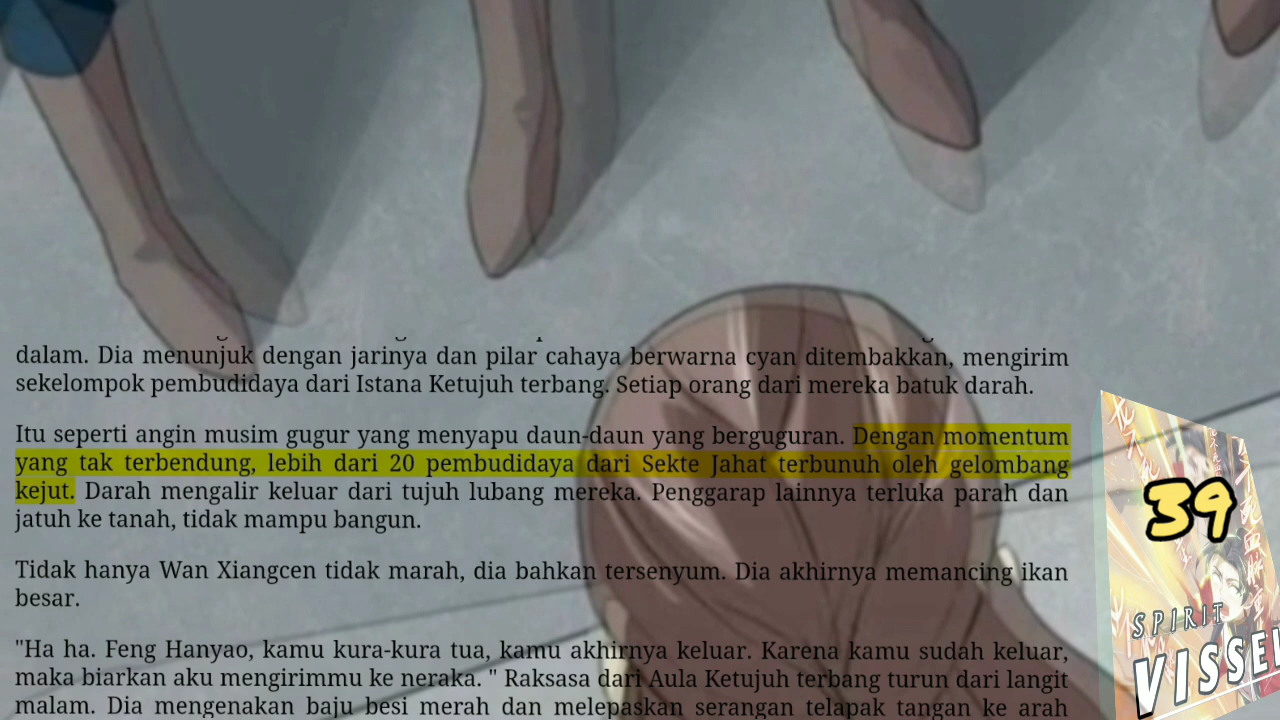 dalam. Dia menunjuk dengan jarinya dan pilar cahaya berwarna cyan ditembakkan, mengirim
sekelompok pembudidaya dari Istana Ketujuh terbang. Setiap orang dari mereka batuk darah.
Itu seperti angin musim gugur yang menyapu daun-daun yang berguguran. Dengan momentum
yang tak terbendung, lebih dari 20 pembudidaya dari Sekte Jahat terbunuh oleh gelombang
kejut. Darah mengalir keluar dari tujuh lubang mereka. Penggarap lainnya terluka parah dan
jatuh ke tanah, tidak mampu bangun.
Tidak hanya Wan Xiangcen tidak marah, dia bahkan tersenyum. Dia akhirnya memancing ikan
besar.
"Ha ha. Feng Hanyao, kamu kura-kura tua, kamu akhirnya keluar. Karena kamu sudah keluar,
maka biarkan aku mengirimmu ke neraka. " Raksasa dari Aula Ketujuh terbang turun dari langit
malam. Dia mengenakan baju besi merah dan melepaskan serangan telapak tangan ke arah
39
SPIRIT
VISSEL